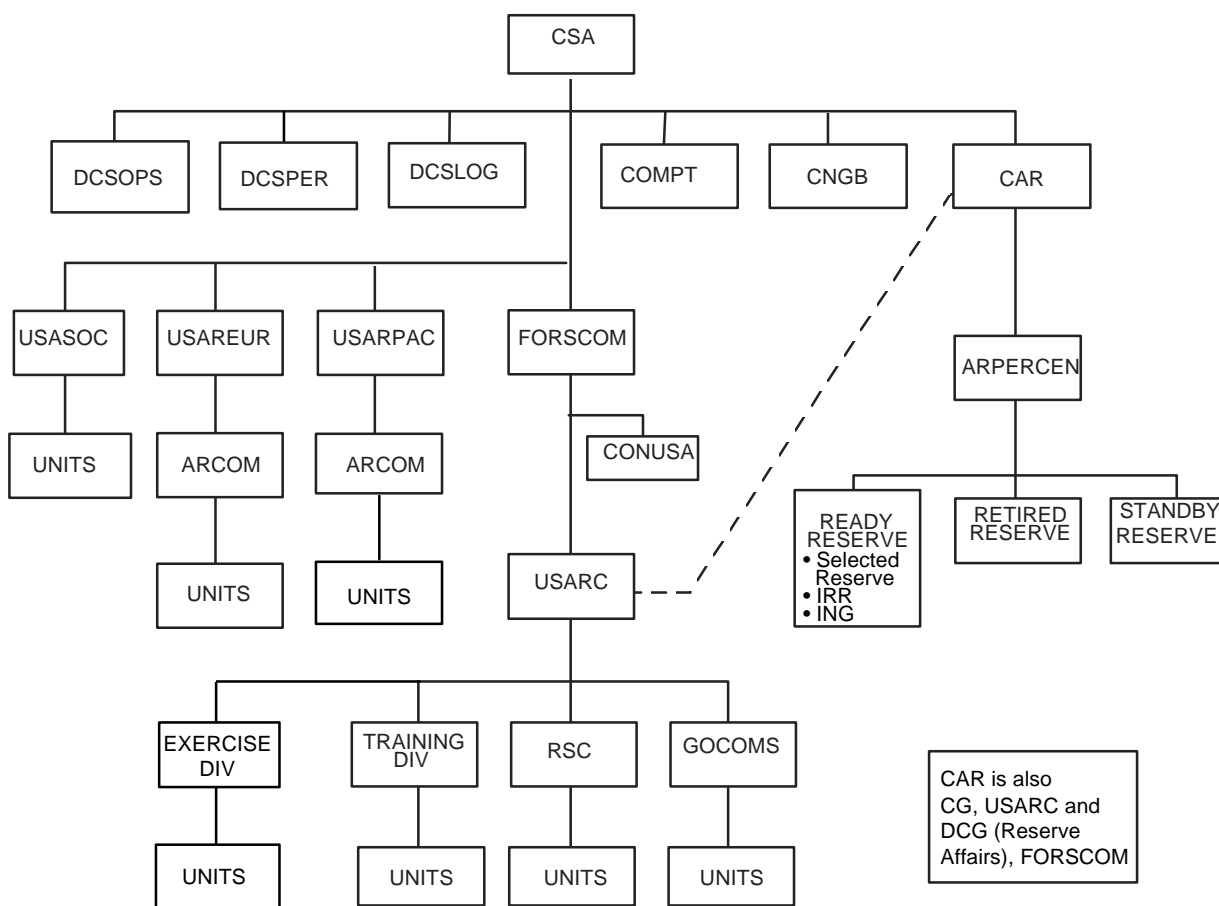 CSA
DCSOPS
DCSPER
DCSLOG
COMPT
CNGB
CAR
USASOC
USAREUR
USARPAC
FORSCOM
ARPERCEN
UNITS
ARCOM
ARCOM
CONUSA
READY
RESERVE
• Selected
Reserve
• IRR
• ING
RETIRED
RESERVE
STANDBY
RESERVE
UNITS
UNITS
USARC
EXERCISE
DIV
TRAINING
DIV
RSC
GOCOMS
UNITS
UNITS
UNITS
UNITS
CAR is also
CG, USARC and
DCG (Reserve
Affairs), FORSCOM